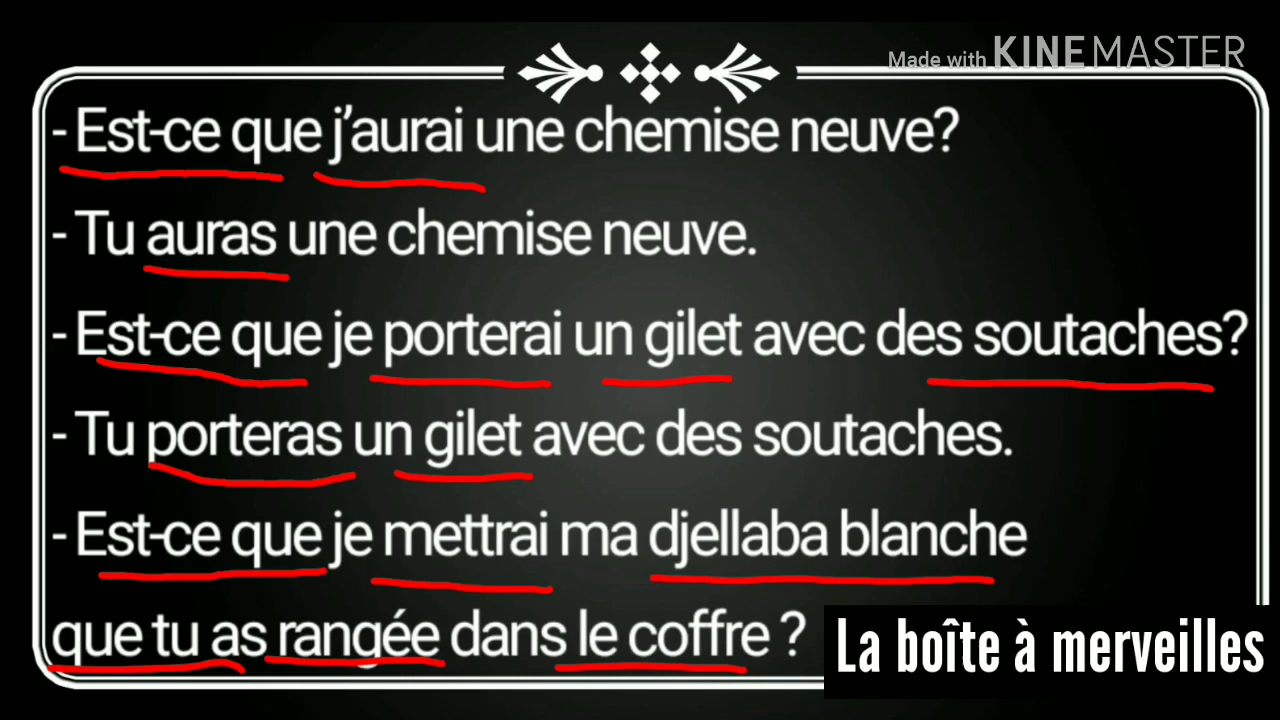 Made with KINEMASTER
- Est-ce que j’aurai une chemise neuve?
- Tu auras une chemise neuve.
- Est-ce que je porterai un gilet avec des soutaches?
- Tu porteras un gilet avec des soutaches.
- Est-ce que je mettrai ma djellaba blanche
que tu as rangée dans le coffre ?
La boîte à merveilles